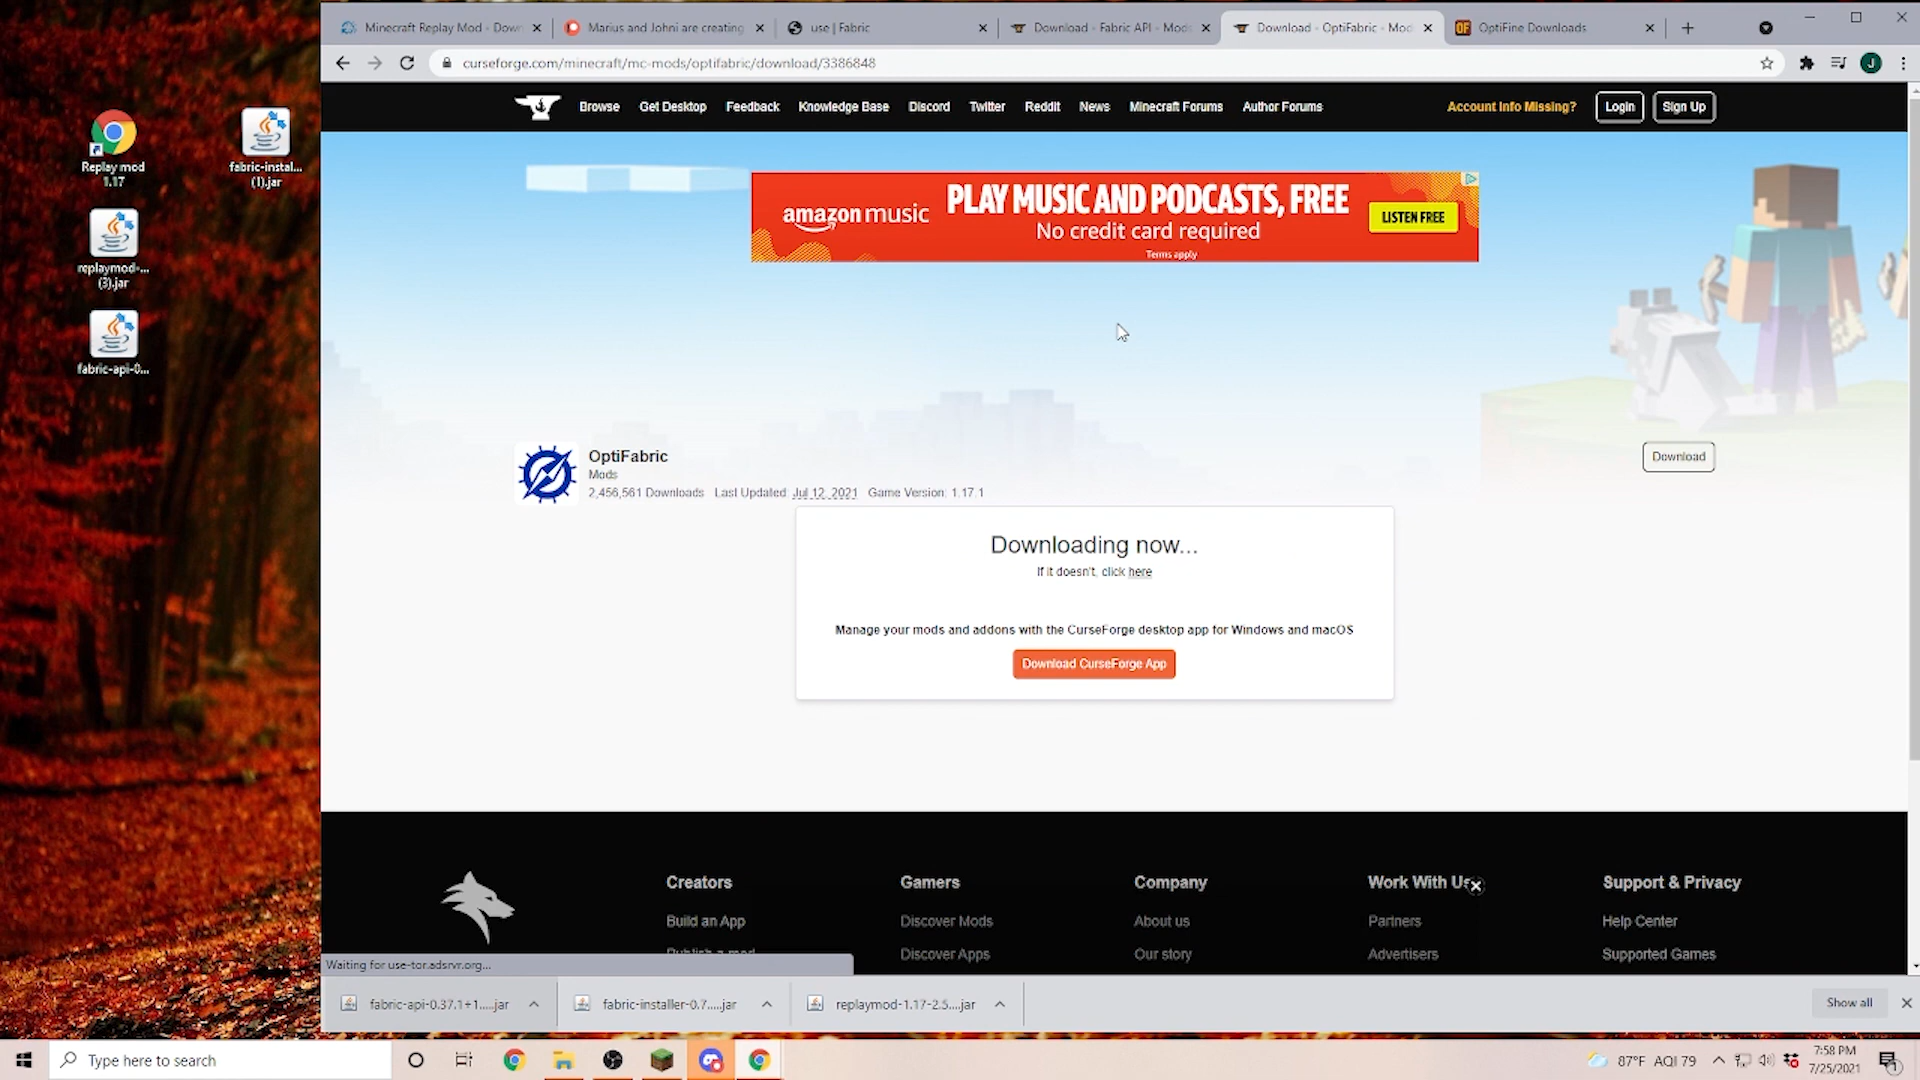 Minecraft Replay Mod - Down
Marius and Johni are creating
use | Fabric
Download - Fabric API - Mods
Download - OptiFabric - Mod
OptiFine Downloads
curseforge.com/minecraft/mc-mods/optifabric/download/3386848
J
Browse
Get Desktop
Feedback
Knowledge Base
Discord
Twitter
Reddit
News
Minecraft Forums
Author Forums
Account Info Missing?
Login
Sign Up
Replay mod
1.17
fabric-instal...
(1).jar
replaymod-...
(3).jar
fabric-api-0...
amazon music
PLAY MUSIC AND PODCASTS, FREE
No credit card required
Terms apply
LISTEN FREE
OptiFabric
Mods
2,456,561 Downloads Last Updated: Jul 12, 2021 Game Version: 1.17.1
Download
Downloading now...
If it doesn't, click here
Manage your mods and addons with the CurseForge desktop app for Windows and macOS
Download CurseForge App
Creators
Gamers
Company
Work With Us
Support & Privacy
Build an App
Discover Mods
About us
Partners
Help Center
Publish a mod
Discover Apps
Our story
Advertisers
Supported Games
Waiting for use-tor.adsrvr.org...
fabric-api-0.37.1+1....jar
fabric-installer-0.7....jar
replaymod-1.17-2.5....jar
Show all
Type here to search
87°F AQI 79
7:58 PM
7/25/2021